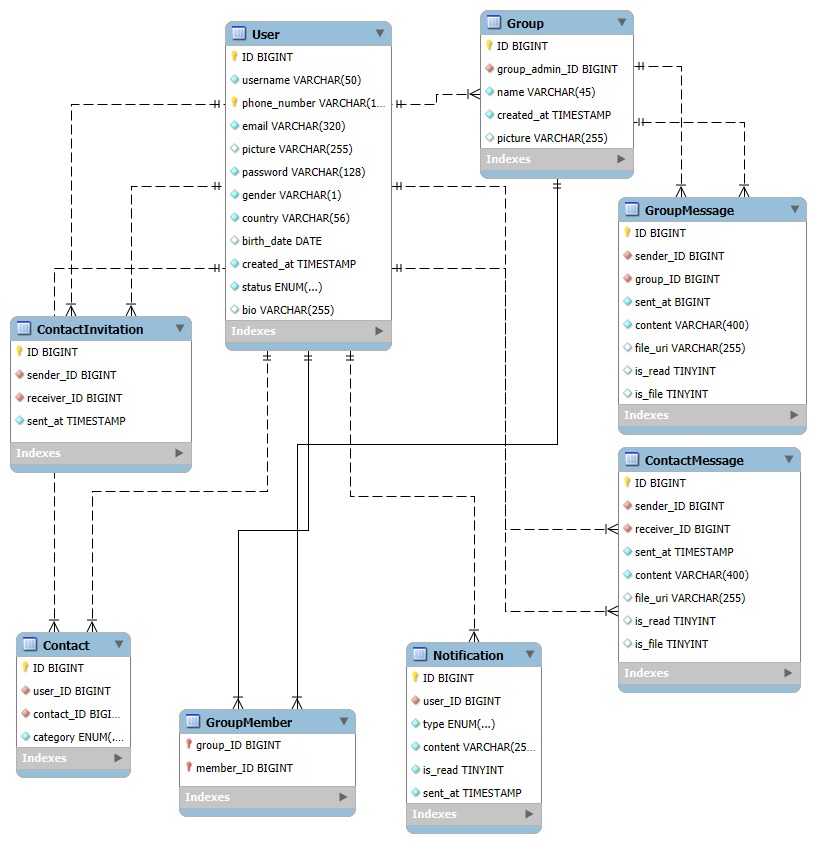 User
ID BIGINT
username VARCHAR(50)
phone_number VARCHAR(1...
email VARCHAR(320)
picture VARCHAR(255)
password VARCHAR(128)
gender VARCHAR(1)
country VARCHAR(56)
birth_date DATE
created_at TIMESTAMP
status ENUM(...)
bio VARCHAR(255)
Indexes
Group
ID BIGINT
group_admin_ID BIGINT
name VARCHAR(45)
created_at TIMESTAMP
picture VARCHAR(255)
Indexes
GroupMessage
ID BIGINT
sender_ID BIGINT
group_ID BIGINT
sent_at BIGINT
content VARCHAR(400)
file_uri VARCHAR(255)
is_read TINYINT
is_file TINYINT
Indexes
ContactInvitation
ID BIGINT
sender_ID BIGINT
receiver_ID BIGINT
sent_at TIMESTAMP
Indexes
ContactMessage
ID BIGINT
sender_ID BIGINT
receiver_ID BIGINT
sent_at TIMESTAMP
content VARCHAR(400)
file_uri VARCHAR(255)
is_read TINYINT
is_file TINYINT
Indexes
Contact
ID BIGINT
user_ID BIGINT
contact_ID BIGI...
category ENUM(,...
Indexes
GroupMember
group_ID BIGINT
member_ID BIGINT
Indexes
Notification
ID BIGINT
user_ID BIGINT
type ENUM(...)
content VARCHAR(25...
is_read TINYINT
sent_at TIMESTAMP
Indexes